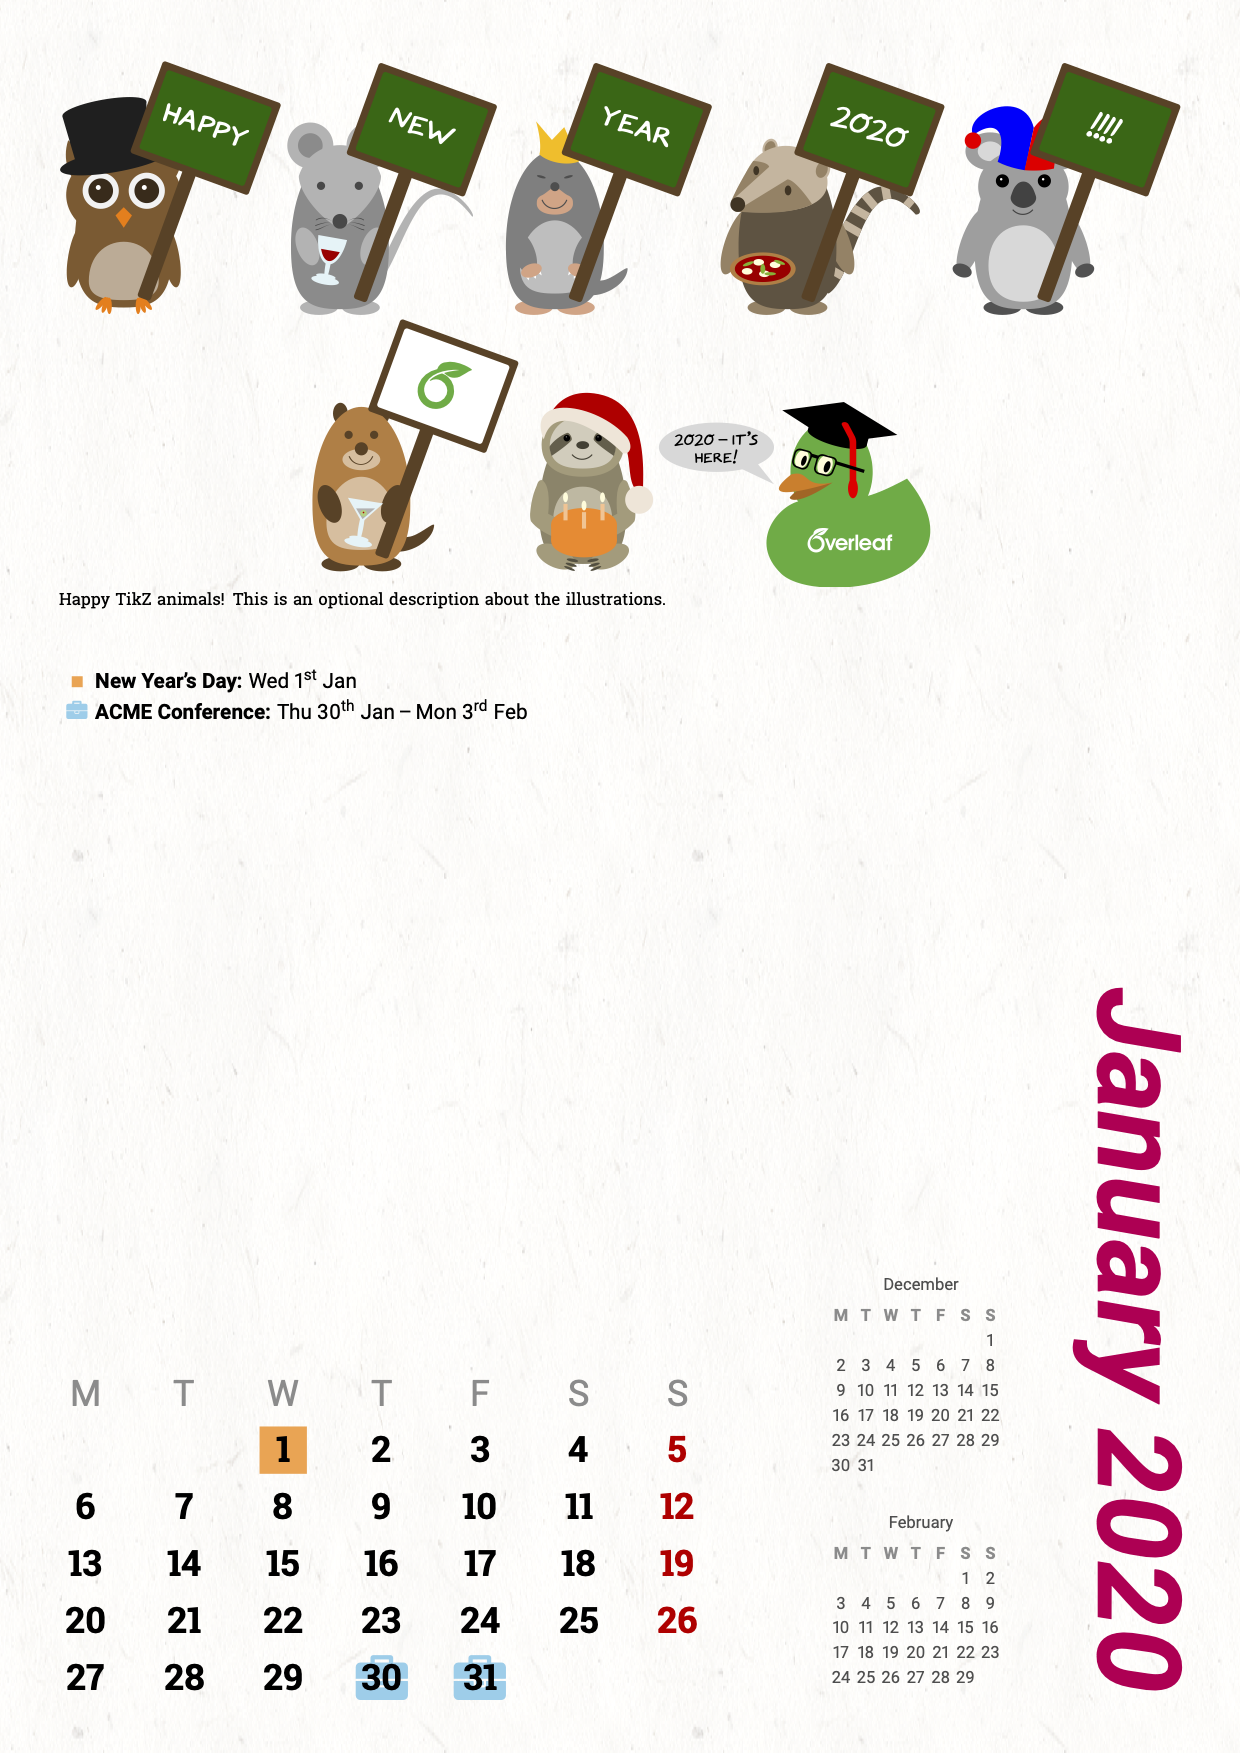 HAPPY
NEW
YEAR
2020
!!!!
2020 – IT'S
HERE!
overleaf
Happy TikZ animals! This is an optional description about the illustrations.
New Year's Day: Wed 1st Jan
ACME Conference: Thu 30th Jan – Mon 3rd Feb
January 2020
M T W T F S S
1 2 3 4 5
6 7 8 9 10 11 12
13 14 15 16 17 18 19
20 21 22 23 24 25 26
27 28 29 30 31
December
M T W T F S S
1
2 3 4 5 6 7 8
9 10 11 12 13 14 15
16 17 18 19 20 21 22
23 24 25 26 27 28 29
30 31
February
M T W T F S S
1 2
3 4 5 6 7 8 9
10 11 12 13 14 15 16
17 18 19 20 21 22 23
24 25 26 27 28 29